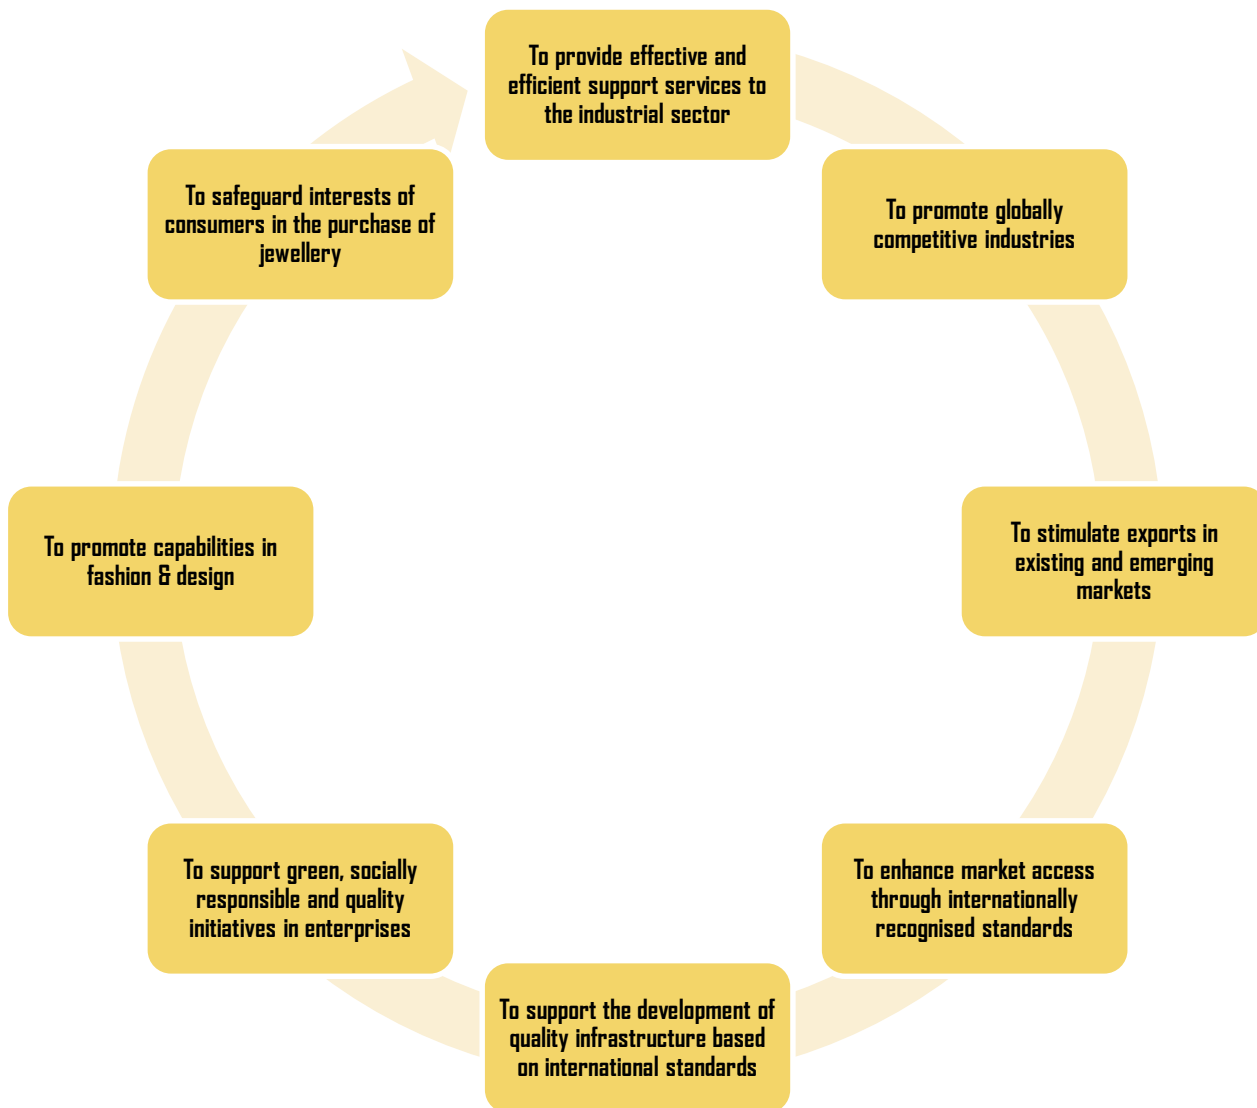 To provide effective and
efficient support services to
the industrial sector
To promote globally
competitive industries
To stimulate exports in
existing and emerging
markets
To enhance market access
through internationally
recognised standards
To support the development of
quality infrastructure based
on international standards
To support green, socially
responsible and quality
initiatives in enterprises
To promote capabilities in
fashion & design
To safeguard interests of
consumers in the purchase of
jewellery